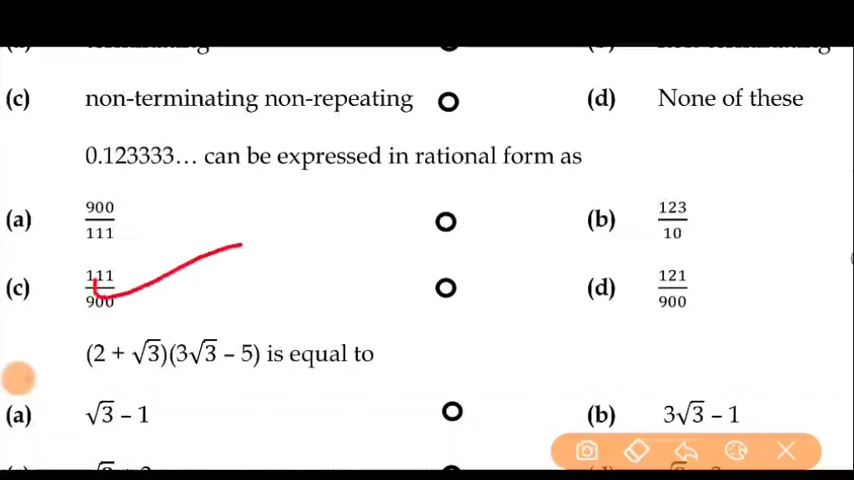 (c) non-terminating non-repeating (d) None of these
0.123333… can be expressed in rational form as
(a) 900/111 (b) 123/10
(c) 111/900 (d) 121/900
(2 + √3)(3√3 – 5) is equal to
(a) √3 – 1 (b) 3√3 – 1